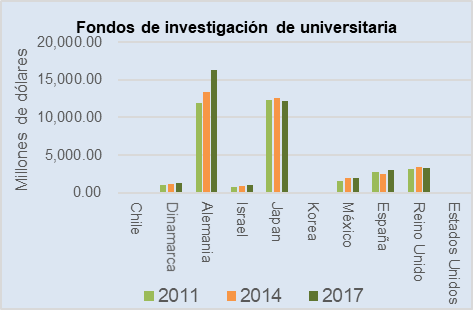 Fondos de investigación de universitaria
Millones de dólares
20,000.00
15,000.00
10,000.00
5,000.00
0.00
Chile
Dinamarca
Alemania
Israel
Japan
Korea
México
España
Reino Unido
Estados Unidos
2011 2014 2017